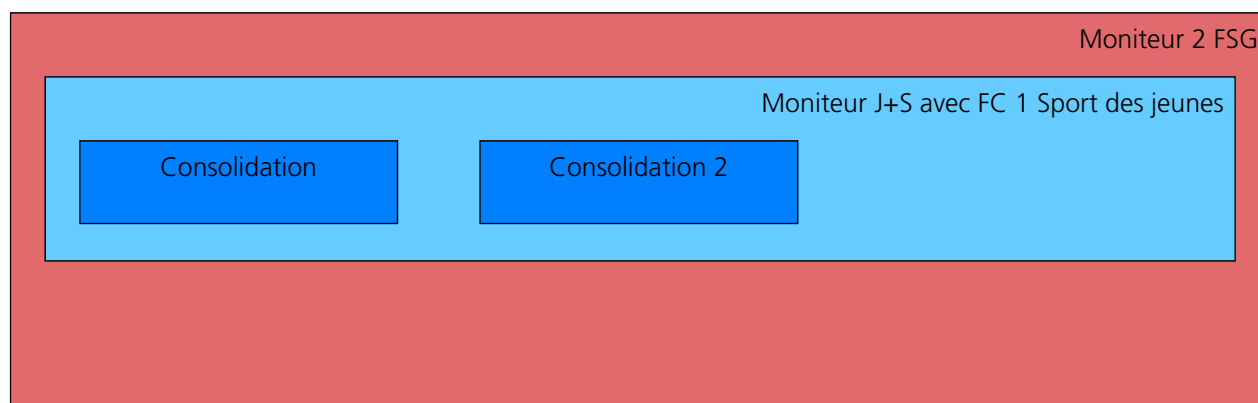 Moniteur 2 FSG
Moniteur J+S avec FC 1 Sport des jeunes
Consolidation
Consolidation 2